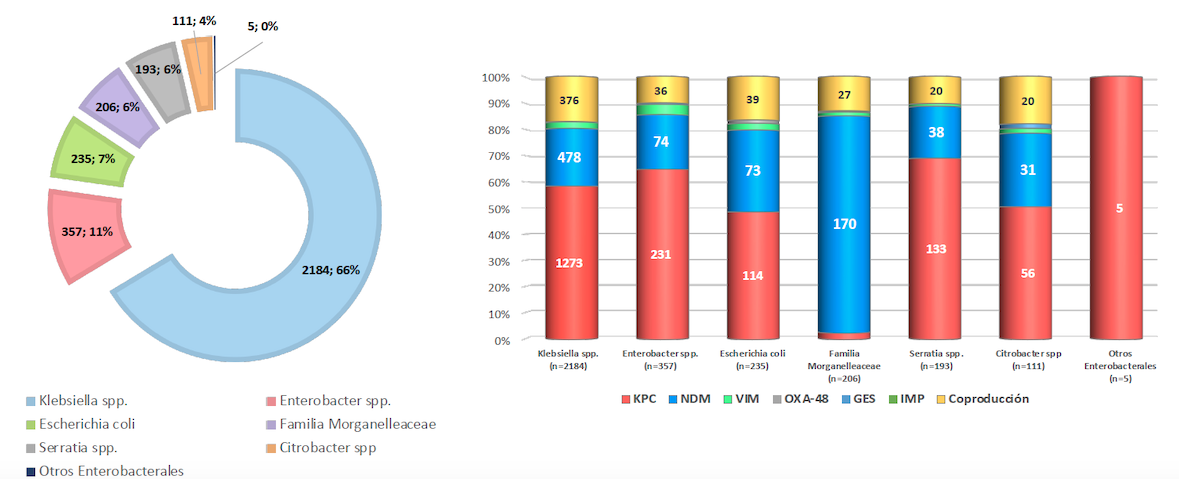 111; 4%
5; 0%
193; 6%
206; 6%
235; 7%
357; 11%
2184; 66%
Klebsiella spp.
Enterobacter spp.
Escherichia coli
Familia Morganelleaceae
Serratia spp.
Citrobacter spp
Otros Enterobacterales
100%
90%
80%
70%
60%
50%
40%
30%
20%
10%
0%
376
478
1273
36
74
231
39
73
114
27
170
20
38
133
20
31
56
5
Klebsiella spp.
(n=2184)
Enterobacter spp.
(n=357)
Escherichia coli
(n=235)
Familia
Morganelleaceae
(n=206)
Serratia spp.
(n=193)
Citrobacter spp
(n=111)
Otros
Enterobacterales
(n=5)
KPC NDM VIM OXA-48 GES IMP Coproducción